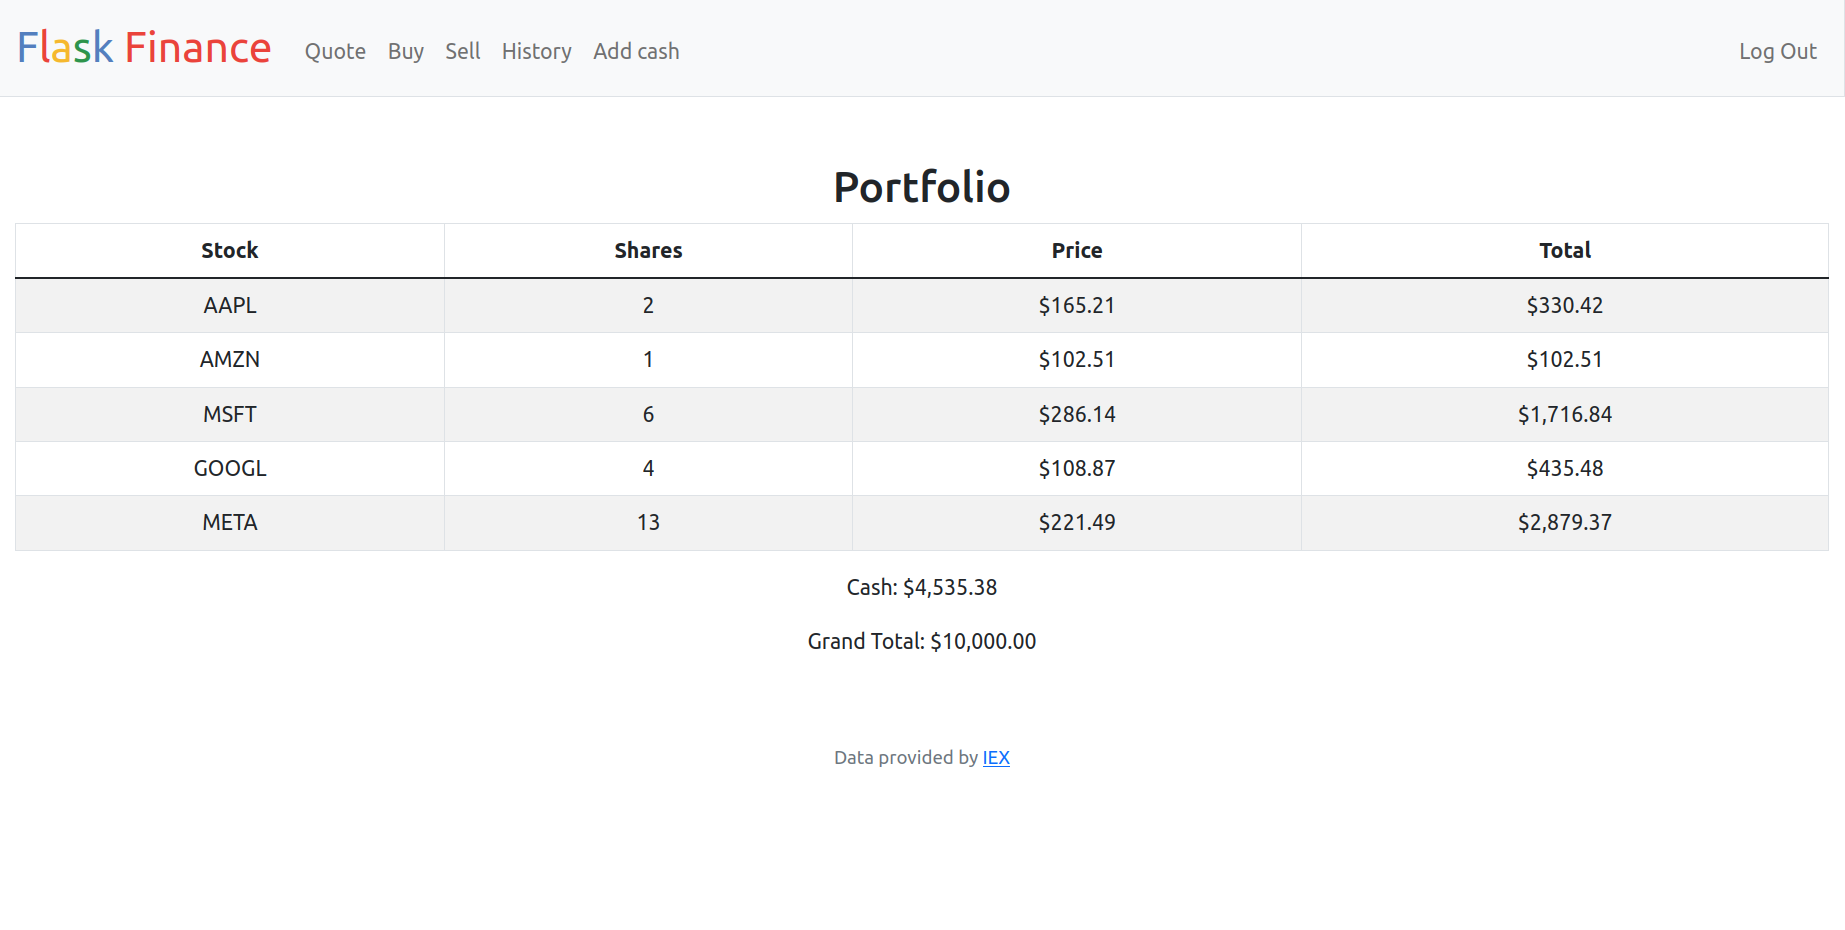 Flask Finance Quote Buy Sell History Add cash Log Out
Portfolio
Stock Shares Price Total
AAPL 2 $165.21 $330.42
AMZN 1 $102.51 $102.51
MSFT 6 $286.14 $1,716.84
GOOGL 4 $108.87 $435.48
META 13 $221.49 $2,879.37
Cash: $4,535.38
Grand Total: $10,000.00
Data provided by IEX